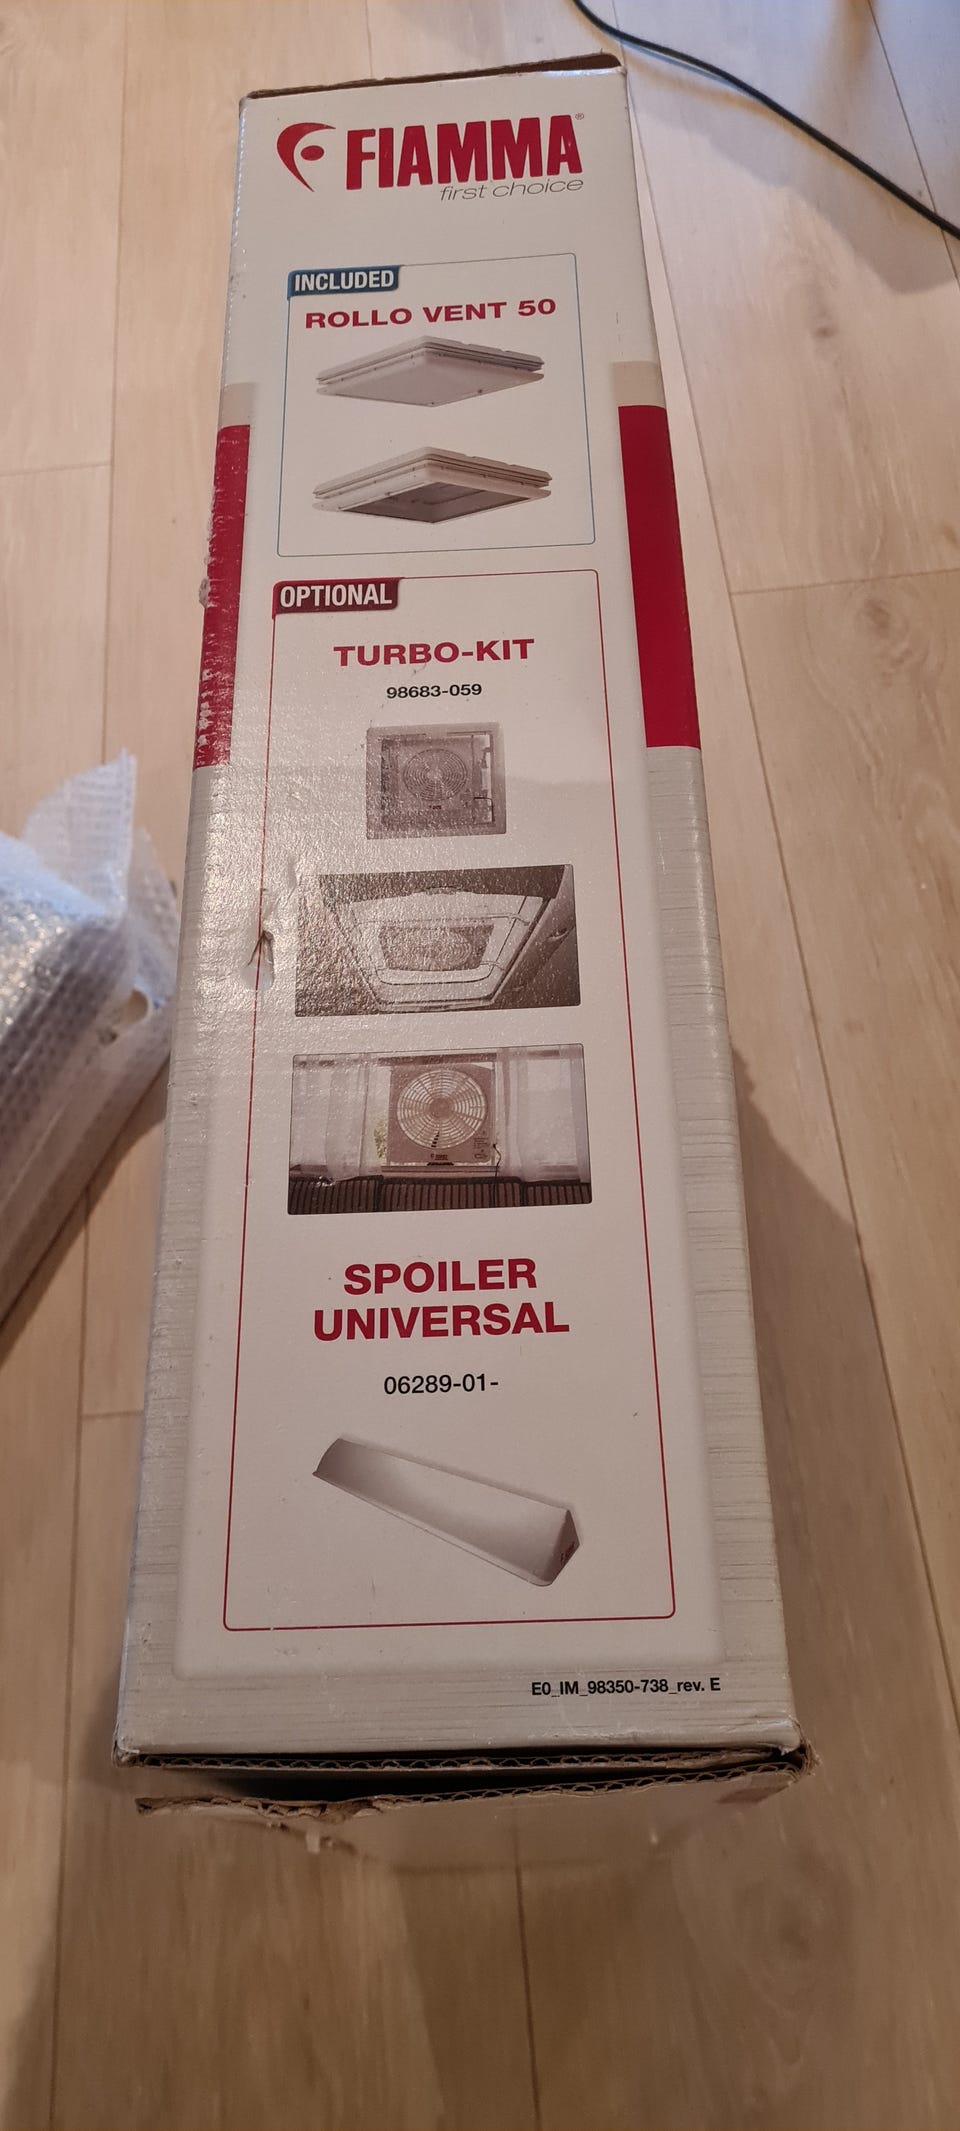 FIAMMA®
first choice
INCLUDED
ROLLO VENT 50
OPTIONAL
TURBO-KIT
98683-059
SPOILER
UNIVERSAL
06289-01-
E0_IM_98350-738_rev. E